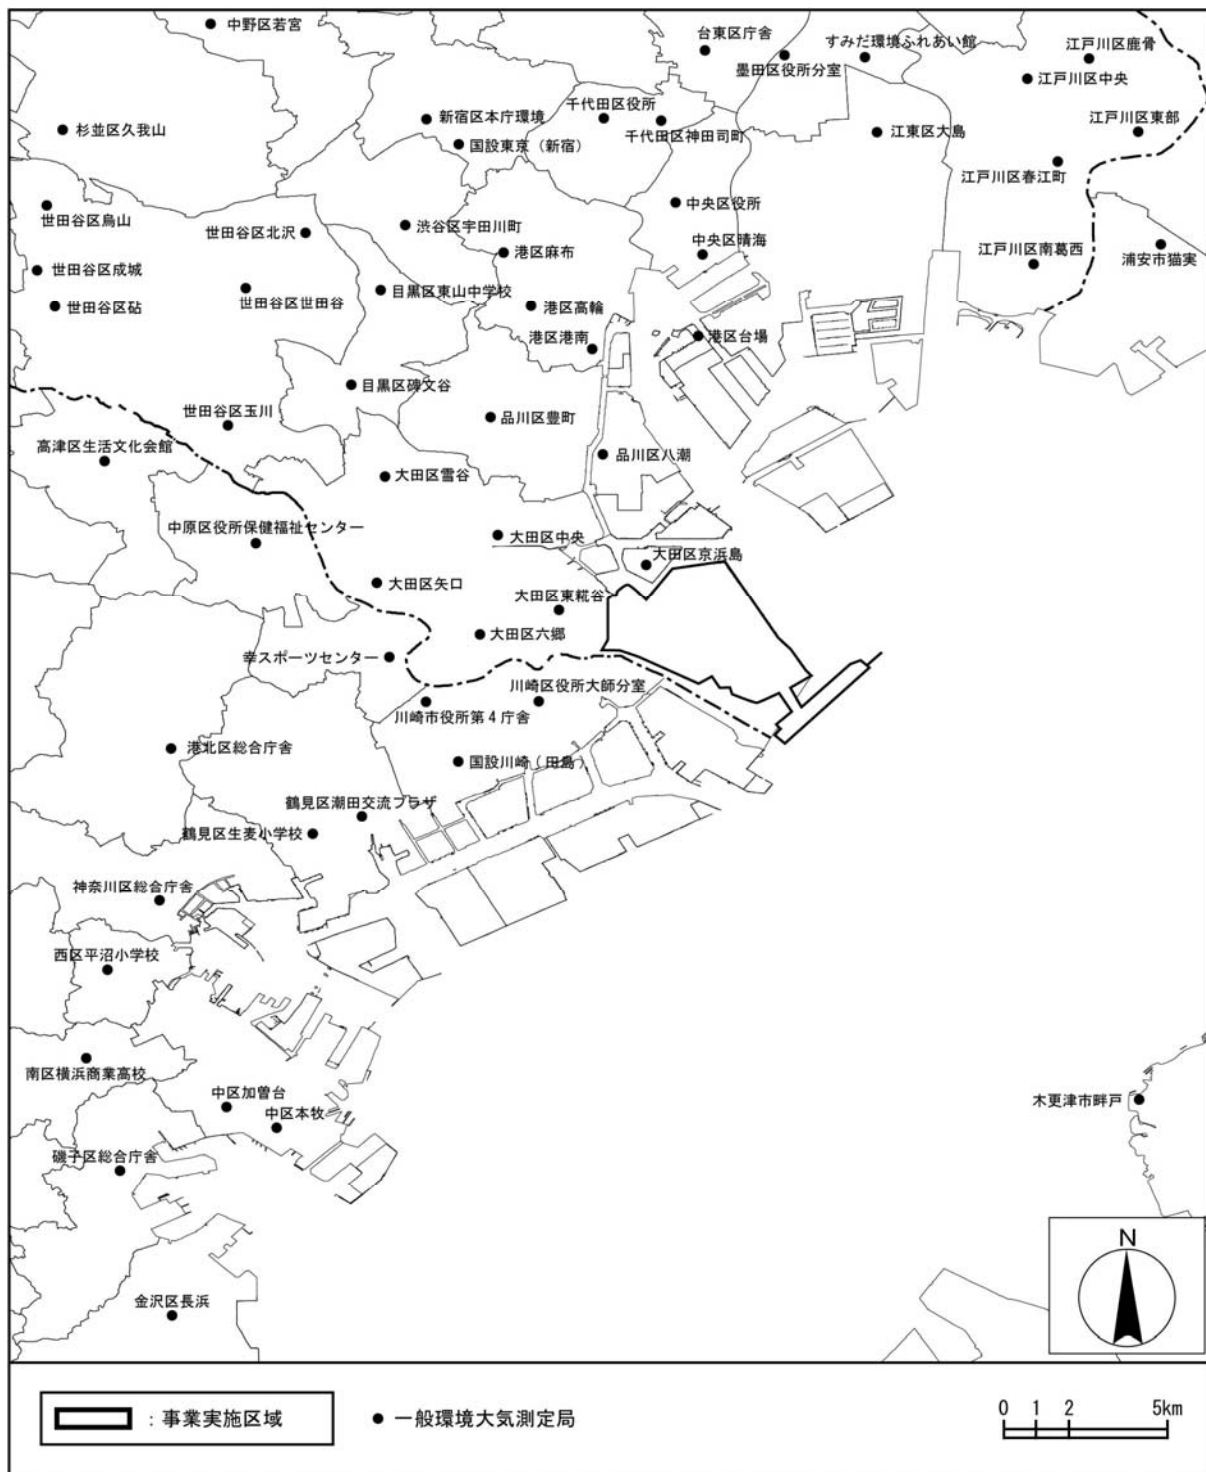 中野区若宮
台東区庁舎
すみだ環境ふれあい館
江戸川区鹿骨
墨田区役所分室
江戸川区中央
杉並区久我山
新宿区本庁環境
千代田区役所
千代田区神田司町
江東区大島
江戸川区東部
国設東京（新宿）
江戸川区春江町
世田谷区烏山
世田谷区北沢
渋谷区宇田川町
中央区役所
港区麻布
中央区晴海
江戸川区南葛西
浦安市猫実
世田谷区成城
世田谷区世田谷
目黒区東山中学校
世田谷区砧
港区高輪
港区港南
港区台場
目黒区碑文谷
世田谷区玉川
品川区豊町
高津区生活文化会館
品川区八潮
大田区雪谷
中原区役所保健福祉センター
大田区中央
大田区京浜島
大田区矢口
大田区東糀谷
大田区六郷
幸スポーツセンター
川崎区役所大師分室
川崎市役所第４庁舎
港北区総合庁舎
国設川崎（田島）
鶴見区潮田交流プラザ
鶴見区生麦小学校
神奈川区総合庁舎
西区平沼小学校
南区横浜商業高校
中区加曽台
中区本牧
木更津市畔戸
磯子区総合庁舎
金沢区長浜
N
：事業実施区域
一般環境大気測定局
0 1 2 5km